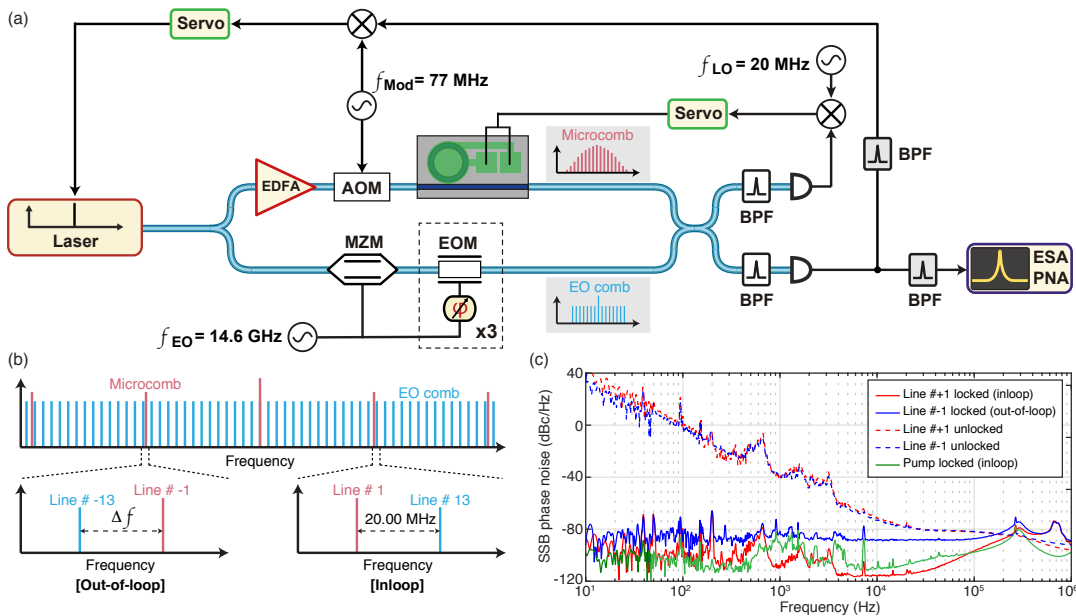 (a)
Servo
f Mod = 77 MHz
f LO = 20 MHz
Servo
Microcomb
BPF
EDFA
AOM
BPF
Laser
MZM
EOM
ESA
PNA
BPF
BPF
EO comb
φ
x3
f EO = 14.6 GHz
(b)
Microcomb
EO comb
Frequency
Line # -13
Line # -1
Δf
Frequency
[Out-of-loop]
Line # 1
Line # 13
20.00 MHz
Frequency
[Inloop]
(c)
SSB phase noise (dBc/Hz)
40
0
-40
-80
-120
10¹
10²
10³
10⁴
10⁵
10⁶
Frequency (Hz)
Line #+1 locked (inloop)
Line #-1 locked (out-of-loop)
Line #+1 unlocked
Line #-1 unlocked
Pump locked (inloop)